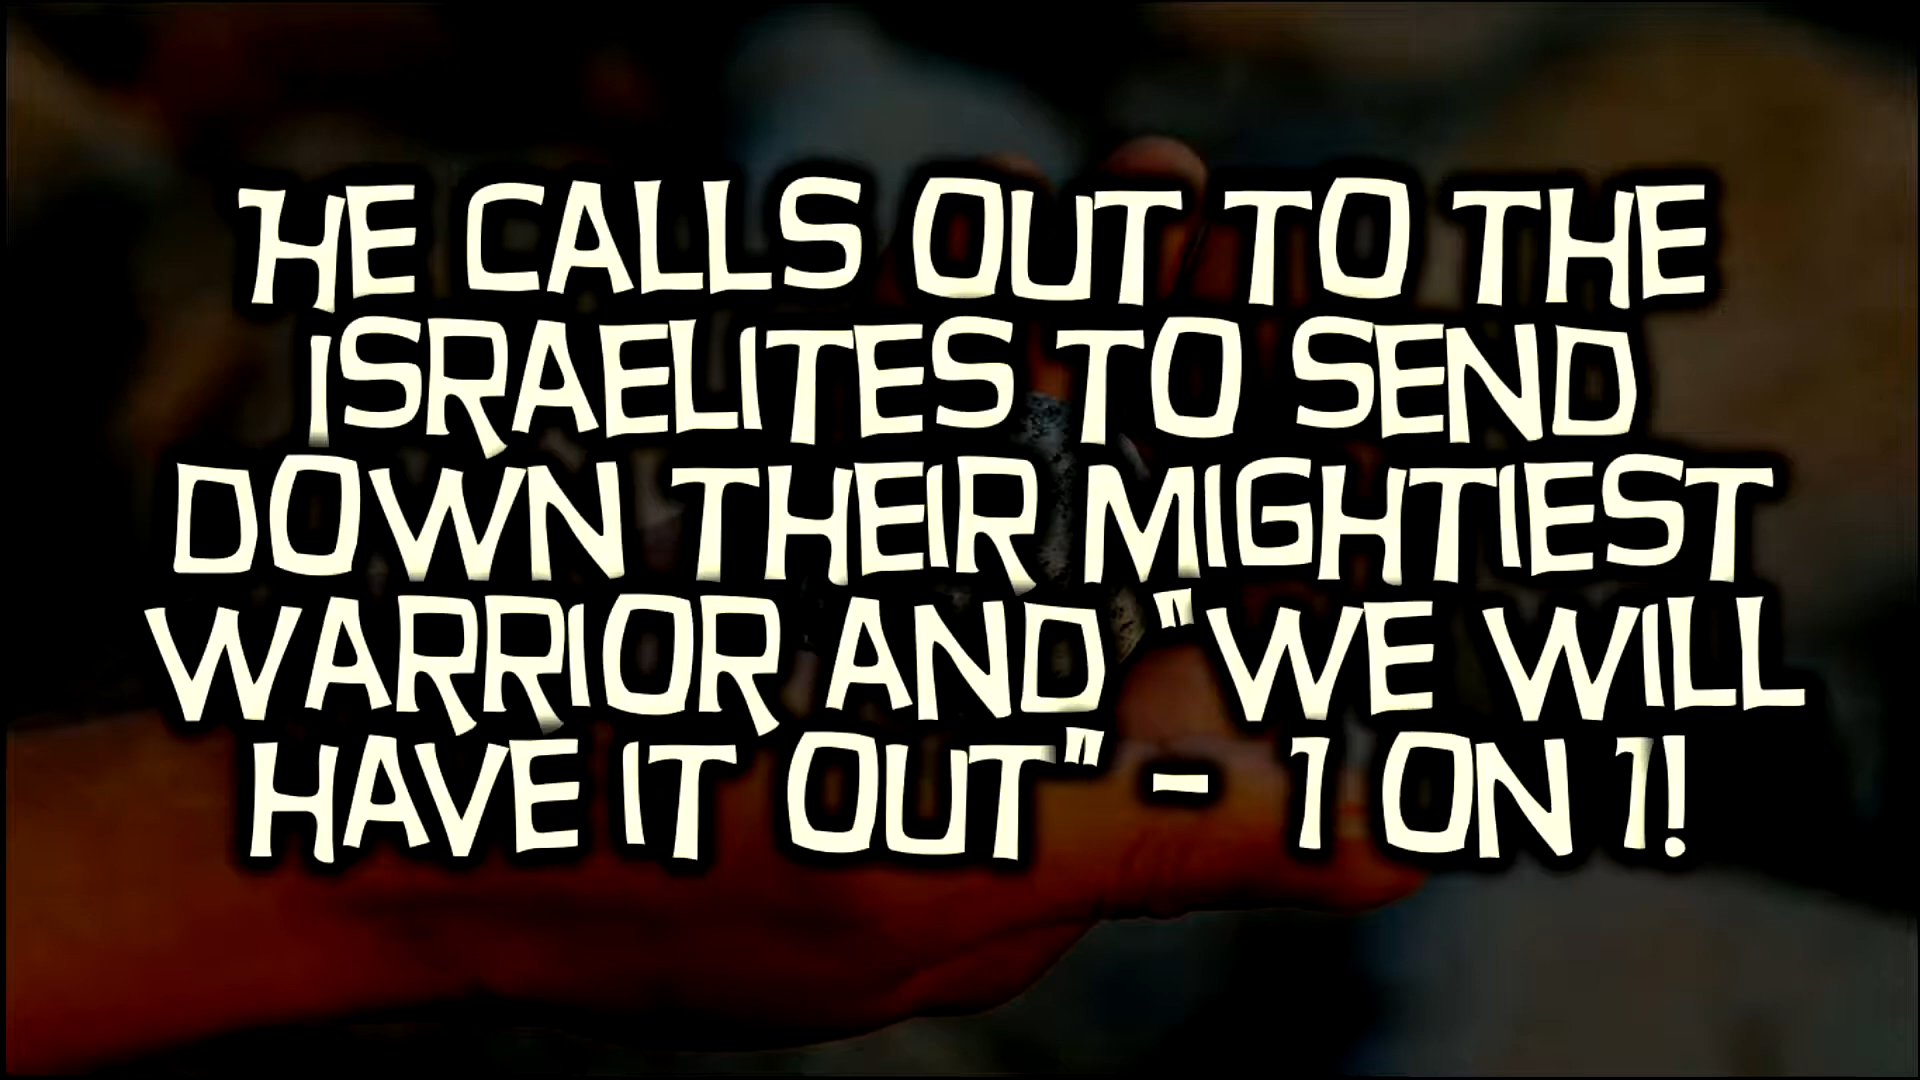 HE CALLS OUT TO THE
ISRAELITES TO SEND
DOWN THEIR MIGHTIEST
WARRIOR AND "WE WILL
HAVE IT OUT" - 1 ON 1!